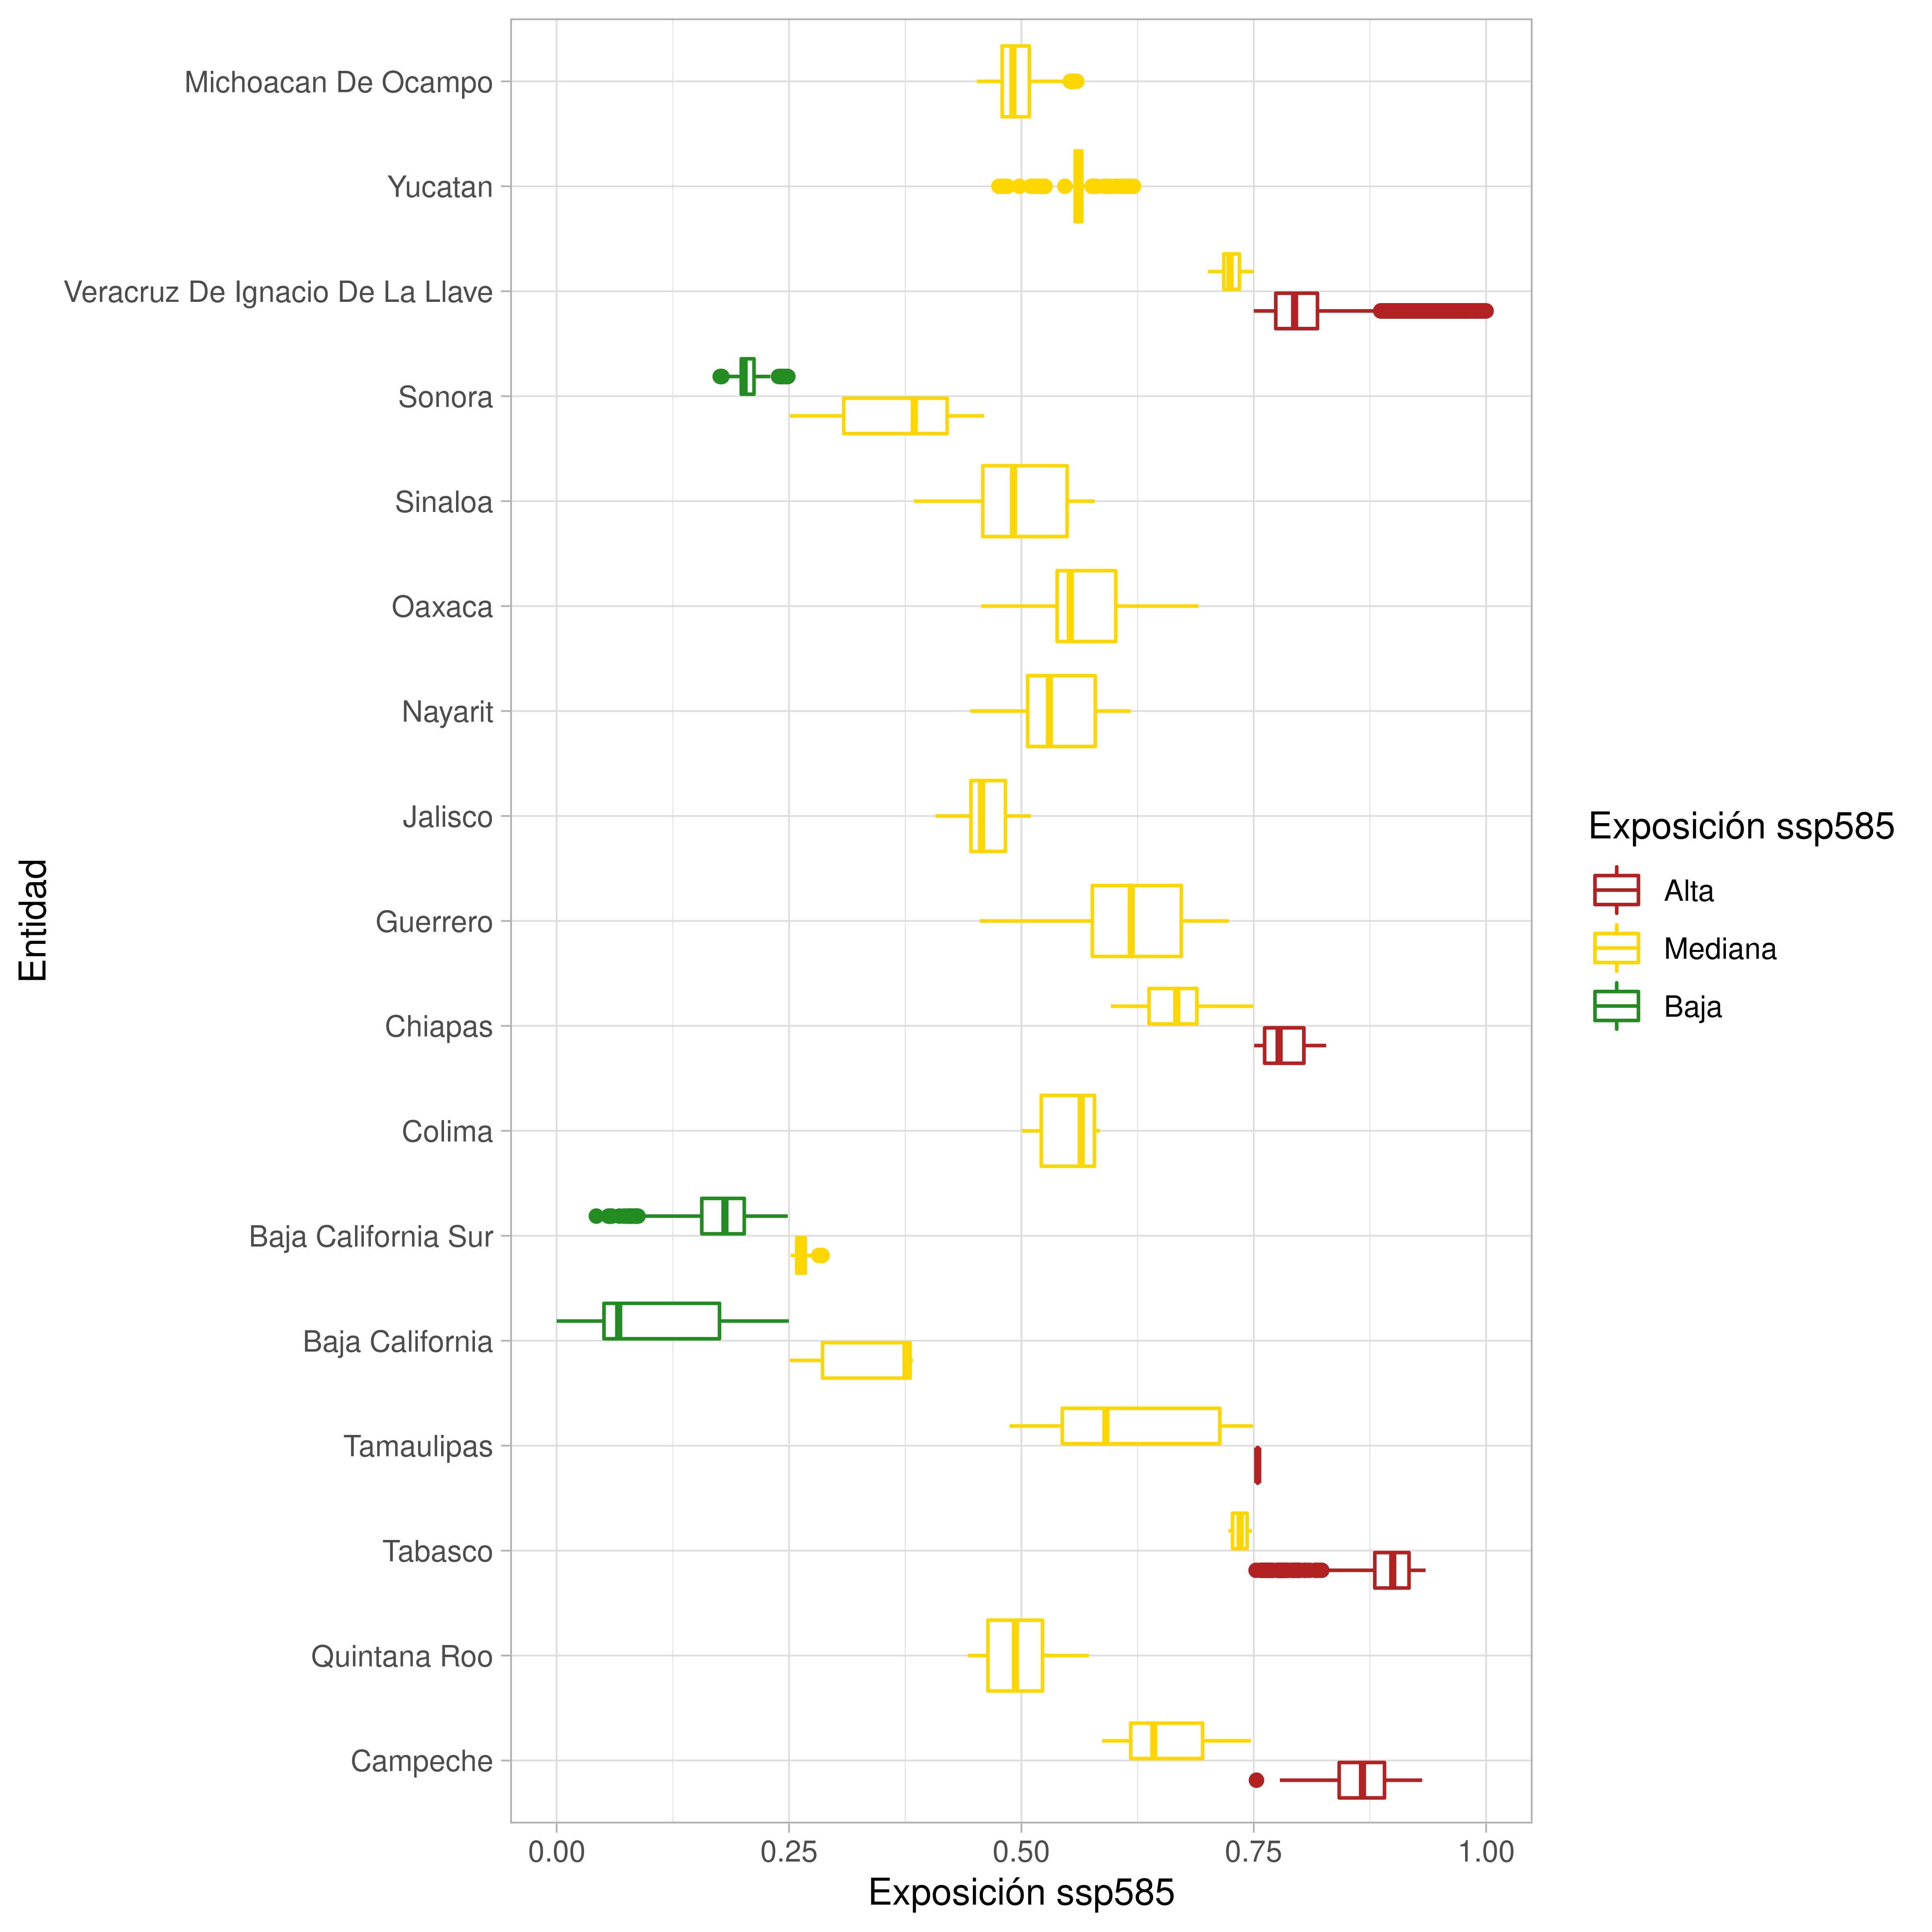 Michoacan De Ocampo
Yucatan
Veracruz De Ignacio De La Llave
Sonora
Sinaloa
Oaxaca
Nayarit
Jalisco
Guerrero
Chiapas
Colima
Baja California Sur
Baja California
Tamaulipas
Tabasco
Quintana Roo
Campeche
Entidad
0.00 0.25 0.50 0.75 1.00
Exposición ssp585
Exposición ssp585
Alta
Mediana
Baja